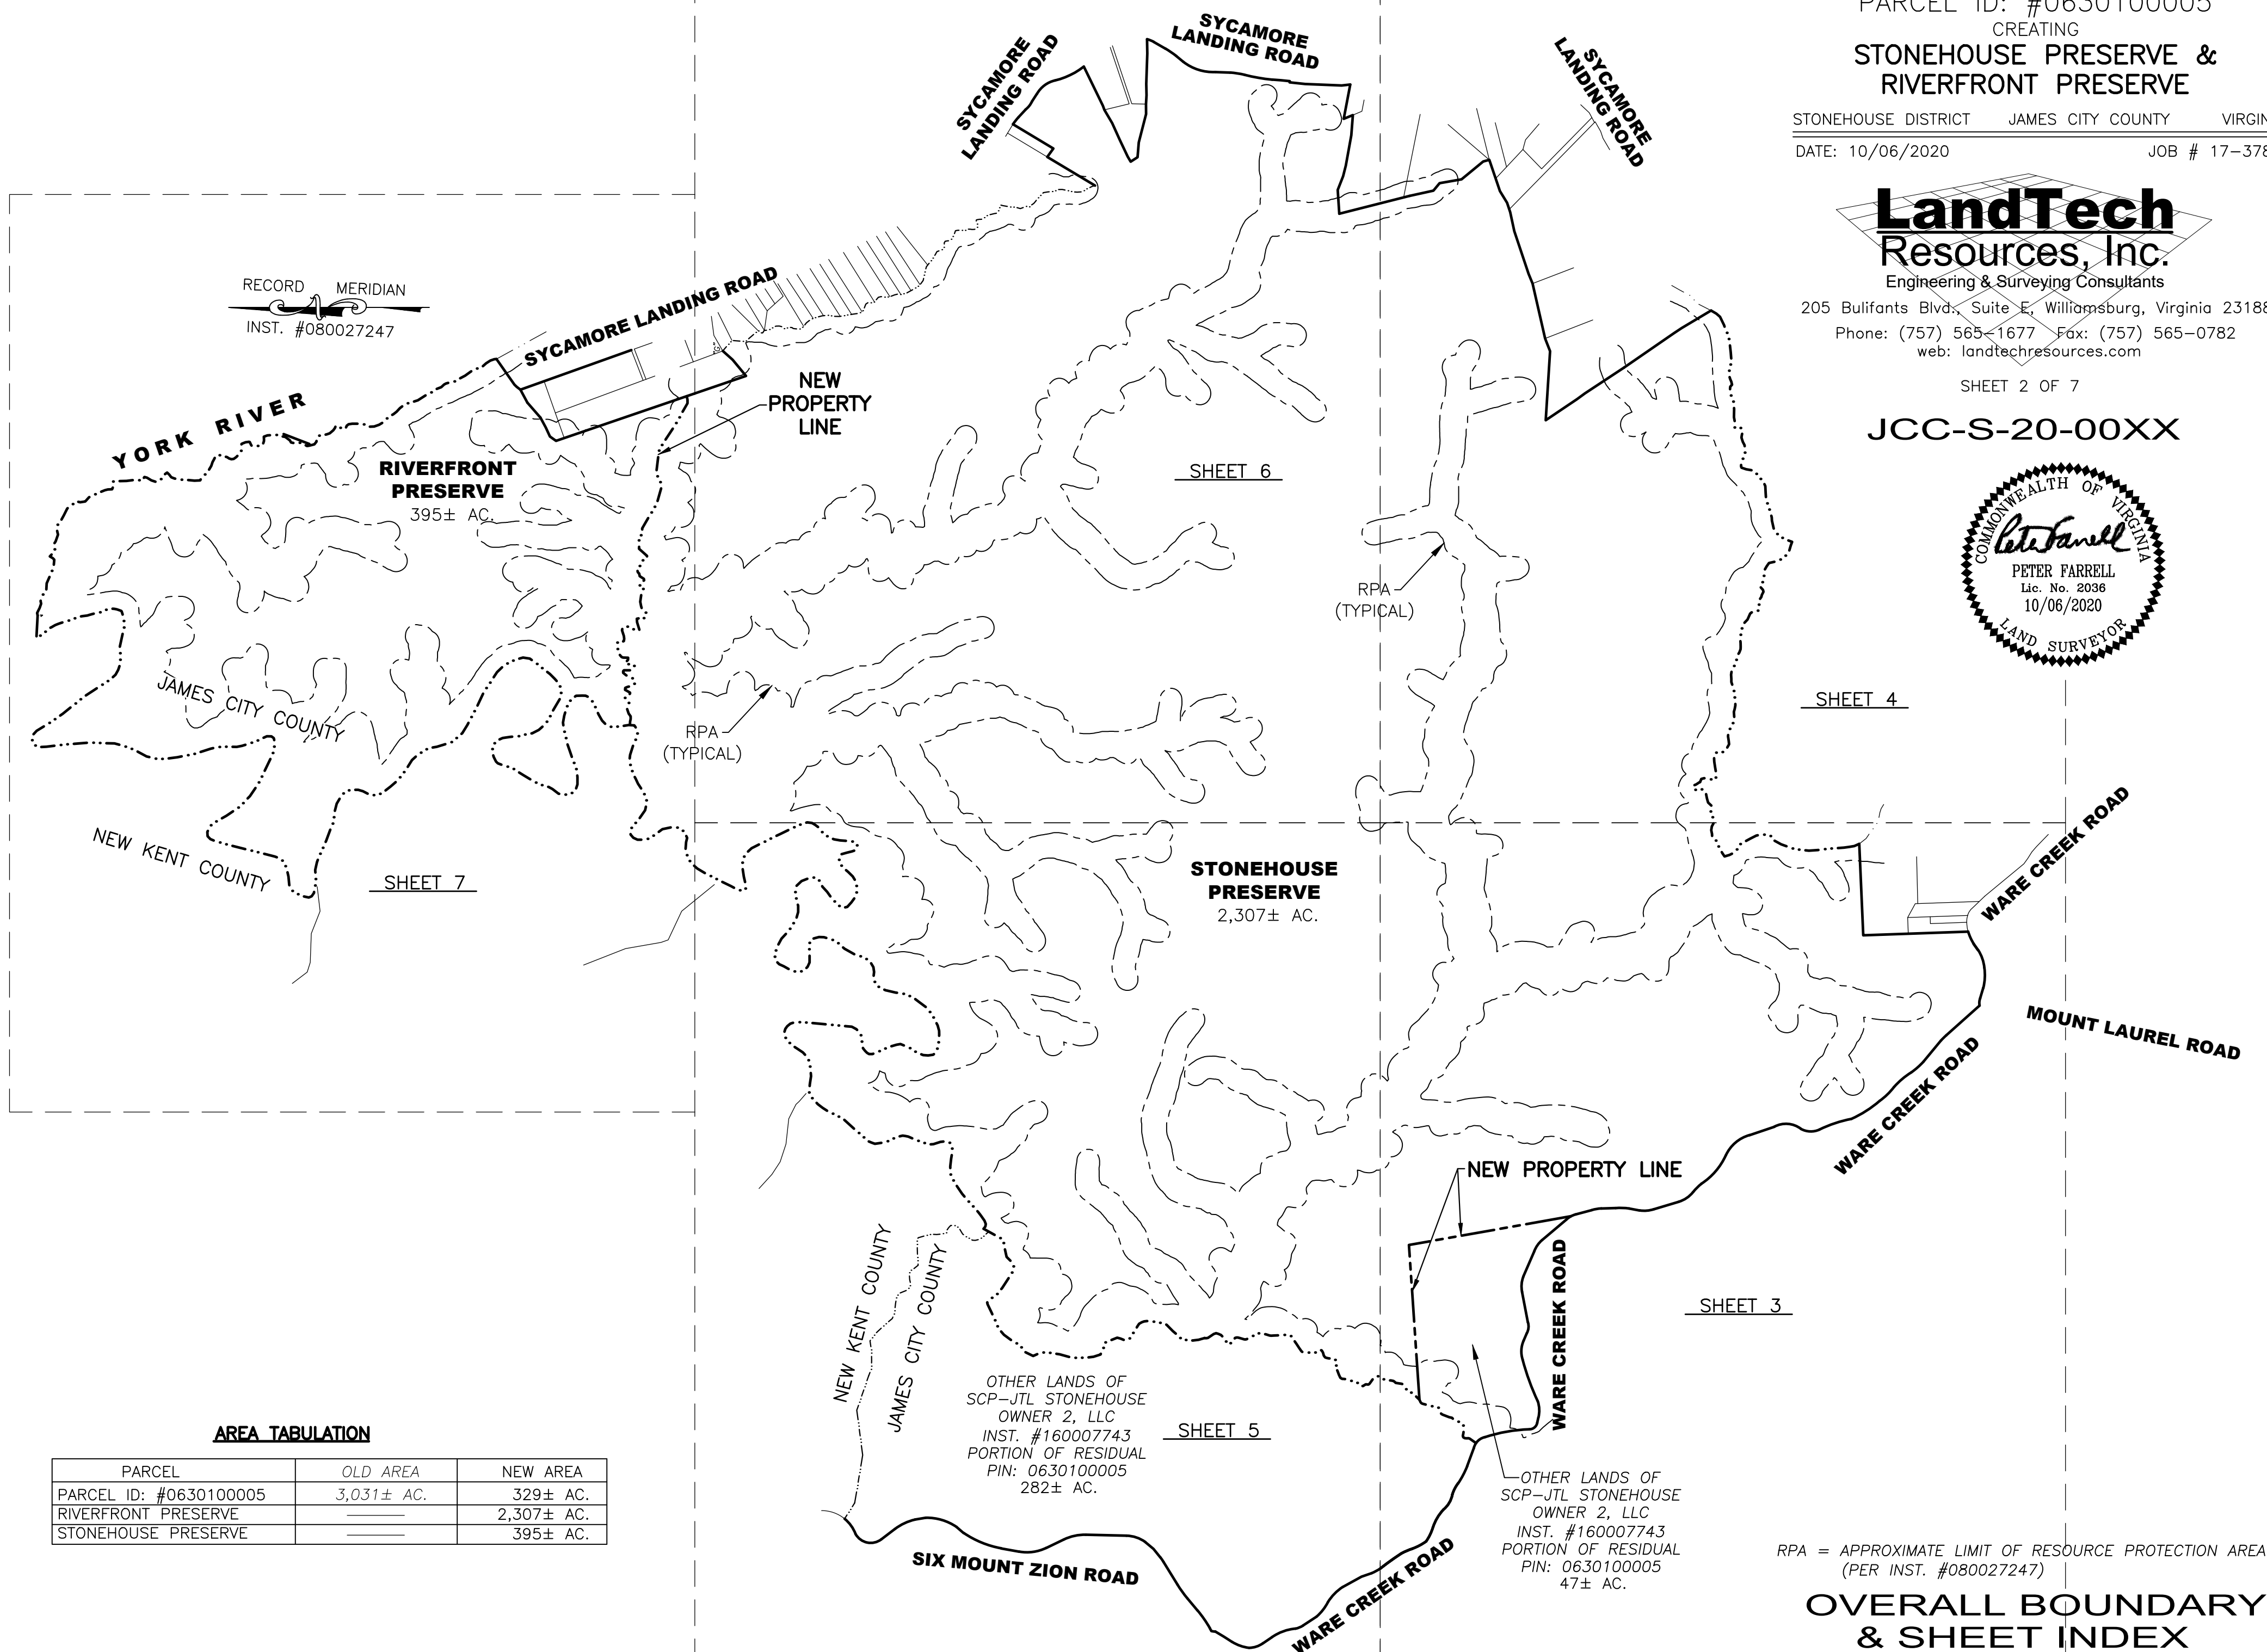 PARCEL ID: #0630100005
CREATING
STONEHOUSE PRESERVE &
RIVERFRONT PRESERVE
STONEHOUSE DISTRICT JAMES CITY COUNTY
DATE: 10/06/2020 JOB # 17-378
LandTech
Resources, Inc.
Engineering & Surveying Consultants
205 Bulifants Blvd., Suite E, Williamsburg, Virginia 23188
Phone: (757) 565-1677 Fax: (757) 565-0782
web: landtechresources.com
SHEET 2 OF 7
JCC-S-20-00XX
COMMONWEALTH OF VIRGINIA
Peter Farrell
PETER FARRELL
Lic. No. 2036
10/06/2020
LAND SURVEYOR
SYCAMORE
LANDING ROAD
SYCAMORE
LANDING ROAD
SYCAMORE
LANDING ROAD
RECORD MERIDIAN
INST. #080027247
SYCAMORE LANDING ROAD
YORK RIVER
NEW
PROPERTY
LINE
RIVERFRONT
PRESERVE
395± AC.
SHEET 6
RPA
(TYPICAL)
JAMES CITY COUNTY
RPA
(TYPICAL)
SHEET 4
NEW KENT COUNTY
SHEET 7
STONEHOUSE
PRESERVE
2,307± AC.
WARE CREEK ROAD
MOUNT LAUREL ROAD
WARE CREEK ROAD
NEW PROPERTY LINE
NEW KENT COUNTY
JAMES CITY COUNTY
WARE CREEK ROAD
SHEET 3
OTHER LANDS OF
SCP-JTL STONEHOUSE
OWNER 2, LLC
INST. #160007743
PORTION OF RESIDUAL
PIN: 0630100005
282± AC.
SHEET 5
OTHER LANDS OF
SCP-JTL STONEHOUSE
OWNER 2, LLC
INST. #160007743
PORTION OF RESIDUAL
PIN: 0630100005
47± AC.
SIX MOUNT ZION ROAD
WARE CREEK ROAD
AREA TABULATION
PARCEL OLD AREA NEW AREA
PARCEL ID: #0630100005 3,031± AC. 329± AC.
RIVERFRONT PRESERVE 2,307± AC.
STONEHOUSE PRESERVE 395± AC.
RPA = APPROXIMATE LIMIT OF RESOURCE PROTECTION AREA
(PER INST. #080027247)
OVERALL BOUNDARY
& SHEET INDEX